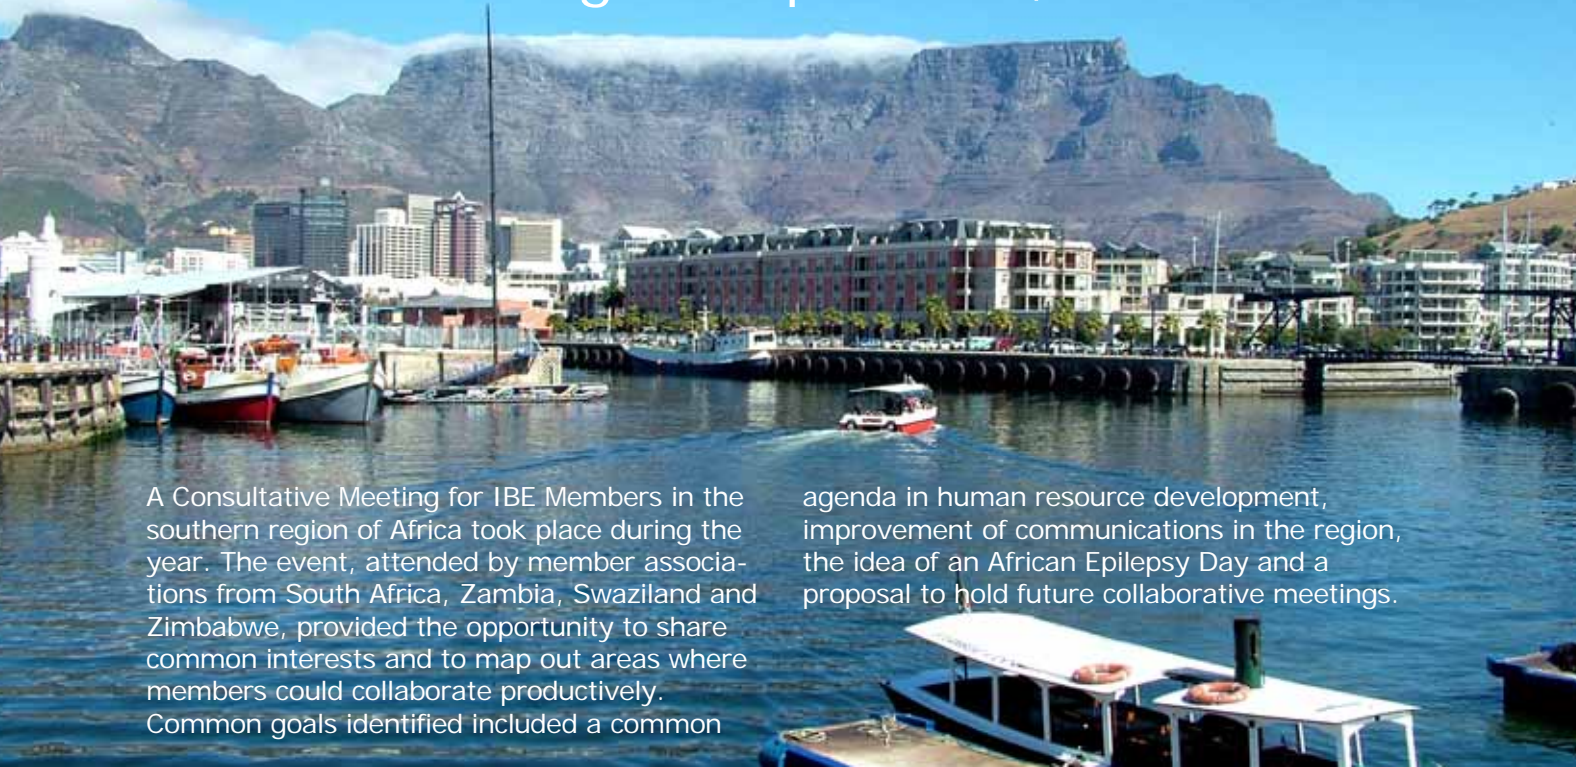 A Consultative Meeting for IBE Members in the
southern region of Africa took place during the
year. The event, attended by member associa-
tions from South Africa, Zambia, Swaziland and
Zimbabwe, provided the opportunity to share
common interests and to map out areas where
members could collaborate productively.
Common goals identified included a common
agenda in human resource development,
improvement of communications in the region,
the idea of an African Epilepsy Day and a
proposal to hold future collaborative meetings.